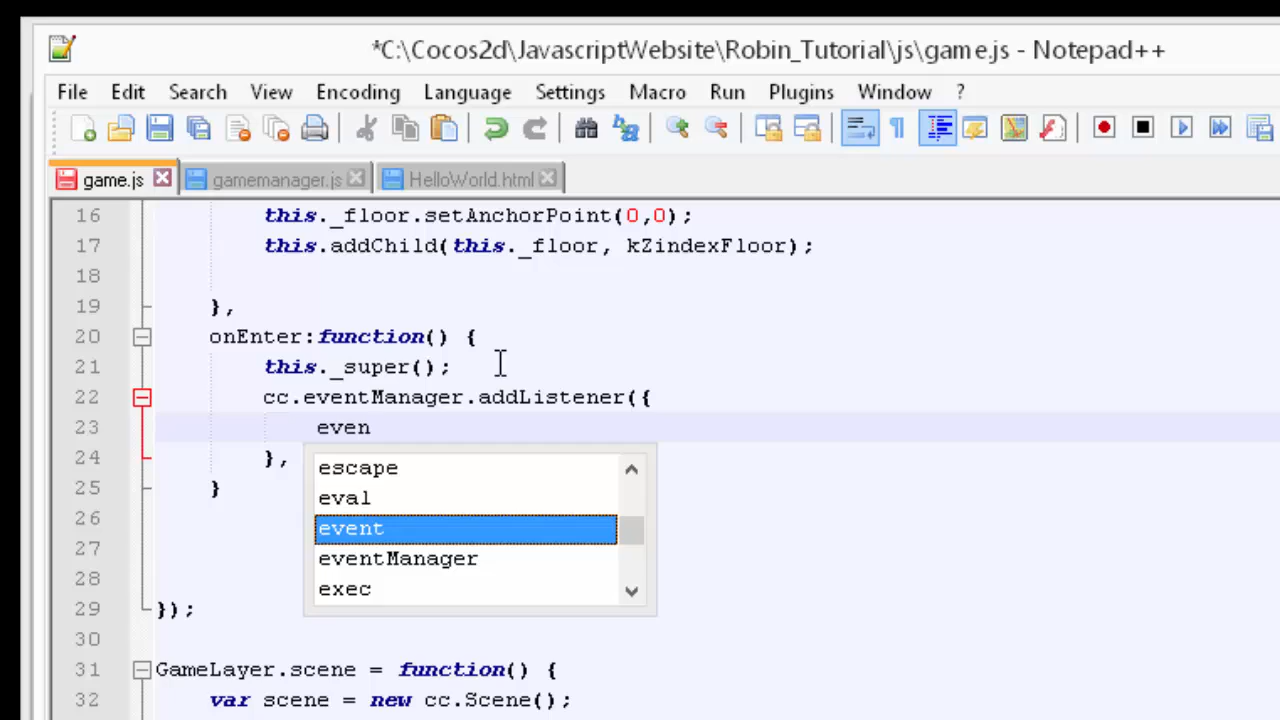 *C:\Cocos2d\JavascriptWebsite\Robin_Tutorial\js\game.js - Notepad++
File Edit Search View Encoding Language Settings Macro Run Plugins Window ?
game.js gamemanager.js HelloWorld.html
16 this._floor.setAnchorPoint(0,0);
17 this.addChild(this._floor, kZindexFloor);
18
19 },
20 onEnter:function() {
21 this._super();
22 cc.eventManager.addListener({
23 even
24 },
25 }
26
27
28
29 });
30
31 GameLayer.scene = function() {
32 var scene = new cc.Scene();
escape
eval
event
eventManager
exec